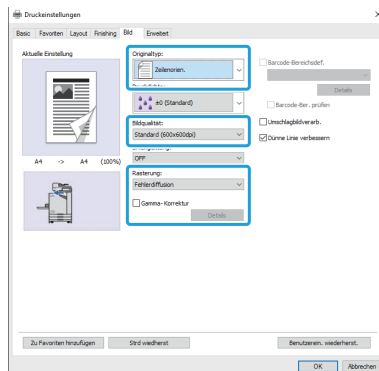 Druckeinstellungen
Basic Favoriten Layout Finishing Bild Erweitert
Aktuelle Einstellung
A4 -> A4 (100%)
Originaltyp:
Zeilenorien.
±0 (Standard)
Bildqualität:
Standard (600x600dpi)
OFF
Rasterung:
Fehlerdiffusion
Gamma- Korrektur
Details
Barcode-Bereichsdef.
Details
Barcode-Ber. prüfen
Umschlagbildverarb.
Dünne Linie verbessern
Zu Favoriten hinzufügen Strd wiedherst Benutzerein. wiederherst.
OK Abbrechen